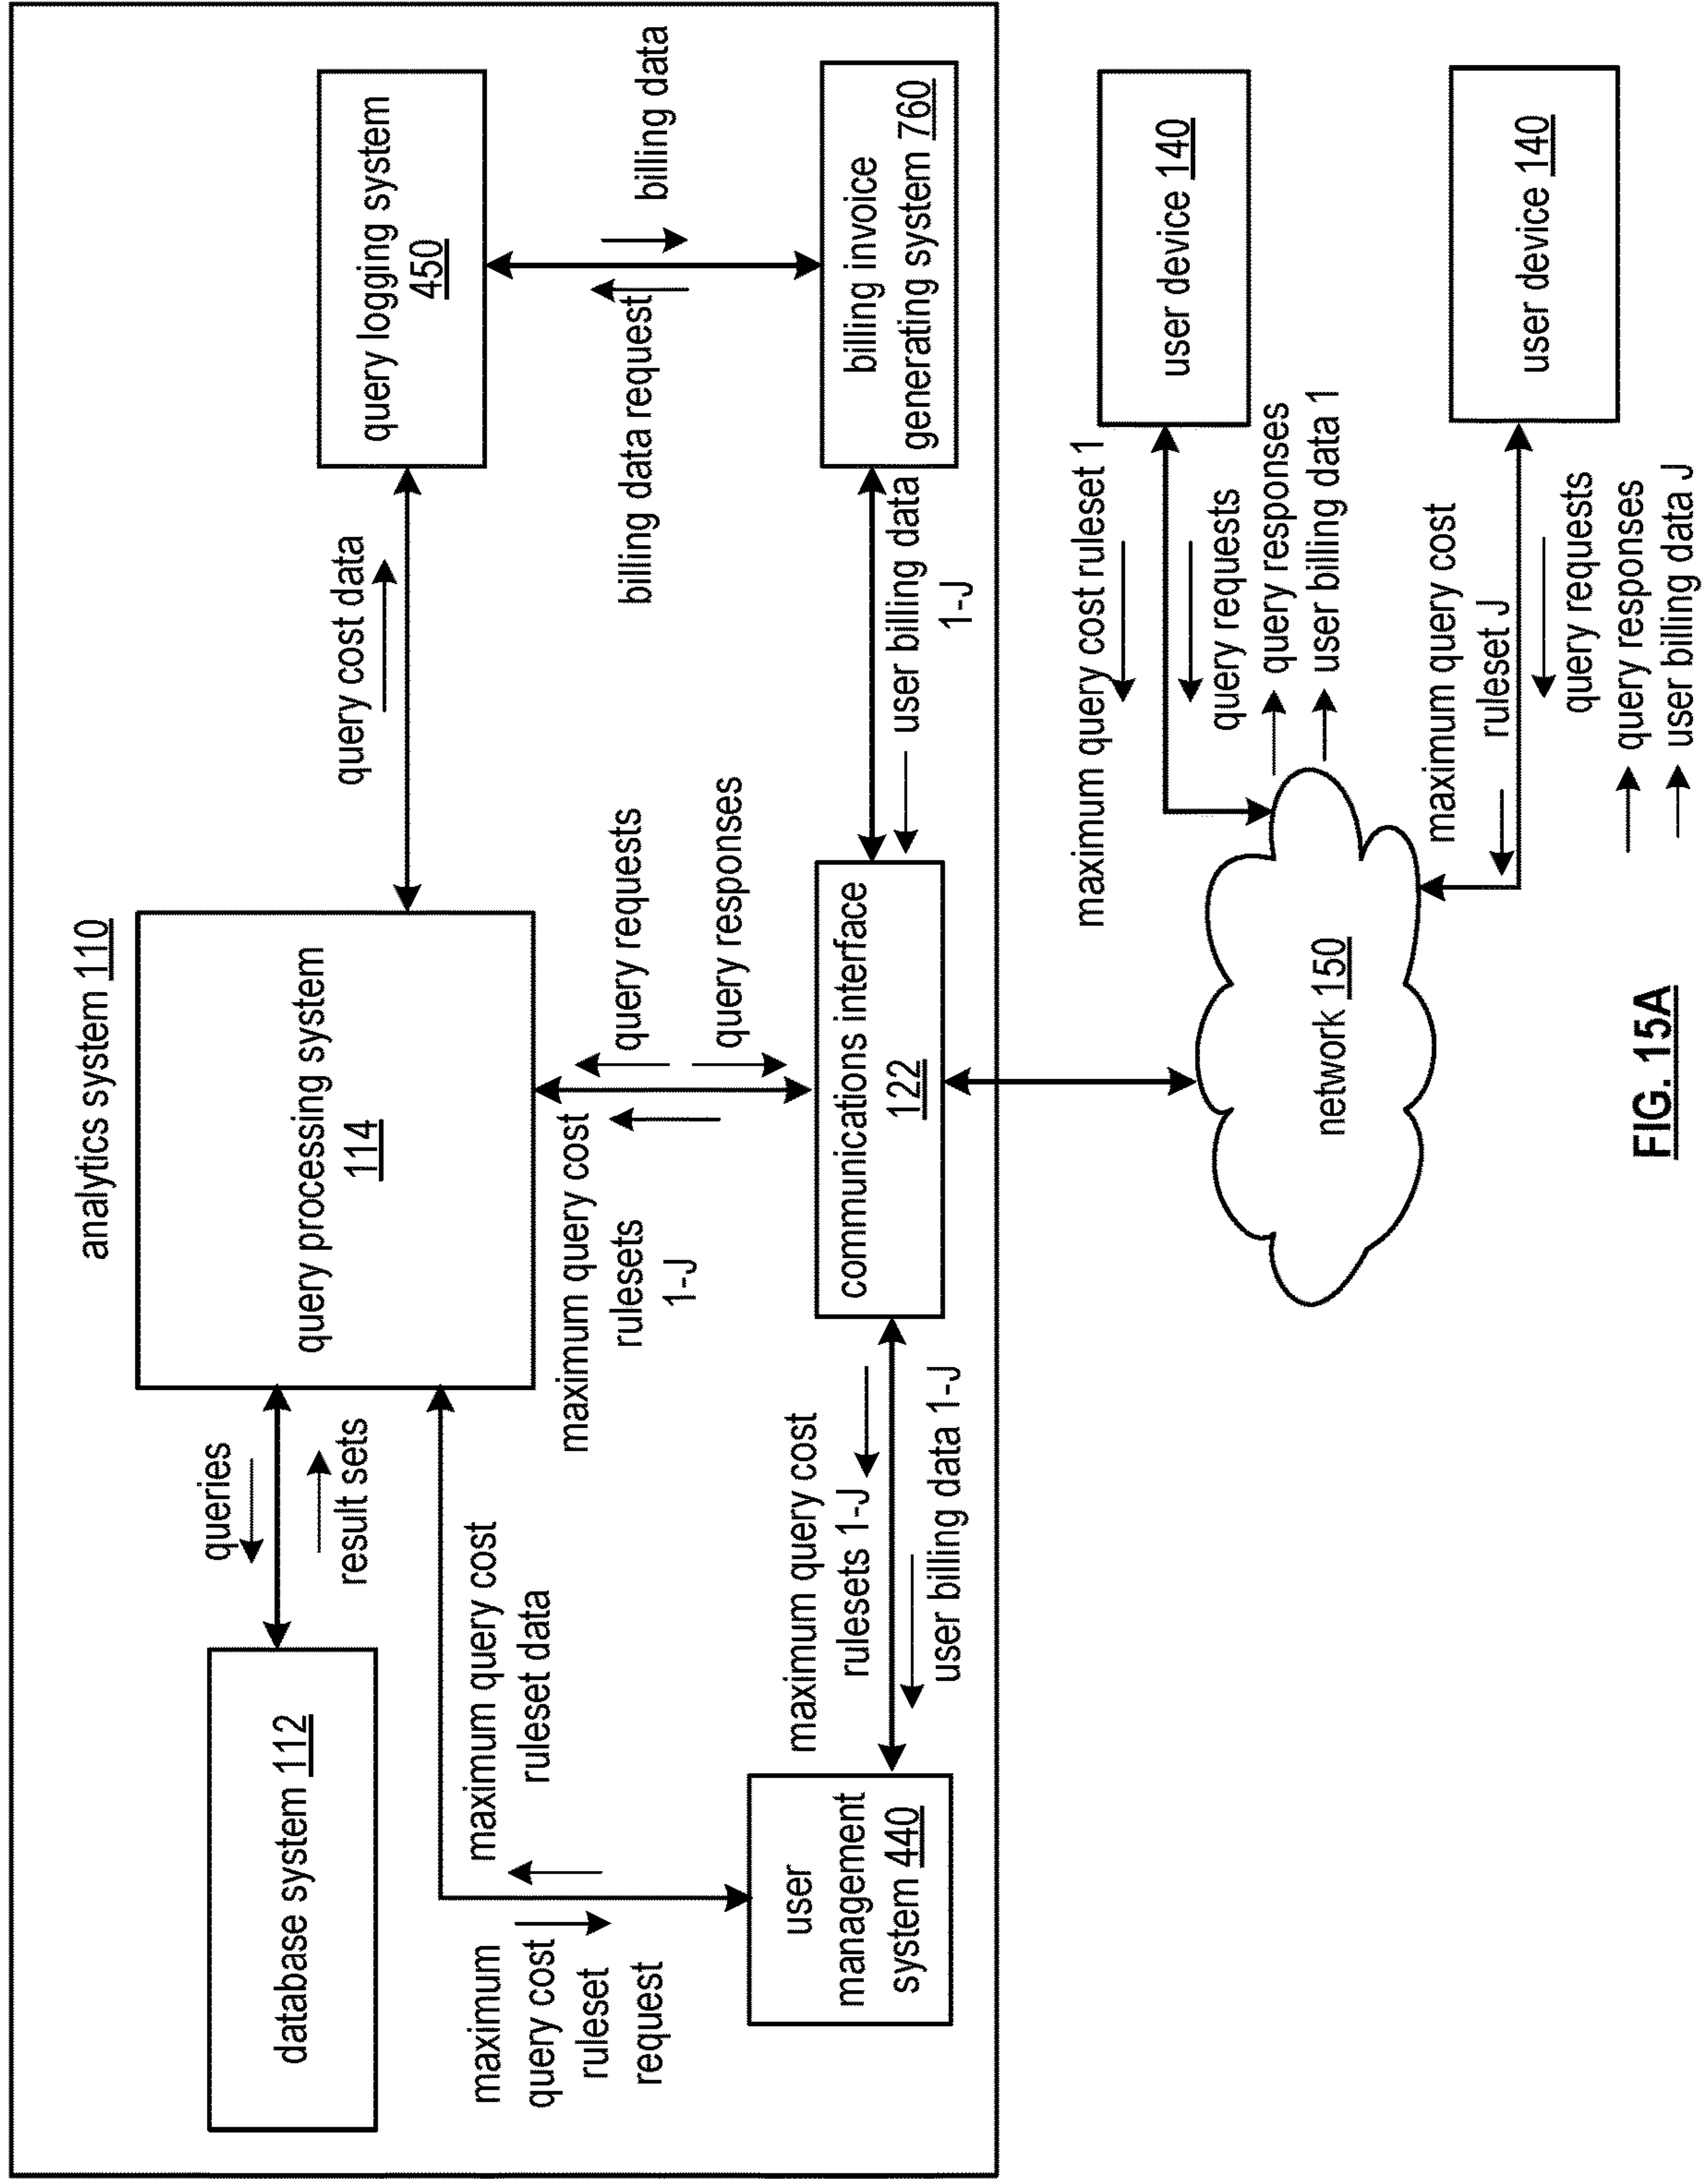 analytics system 110
database system 112
queries
result sets
query processing system
114
query cost data
query logging system
450
maximum
query cost
ruleset
request
maximum query cost
ruleset data
maximum query cost
rulesets
1-J
query requests
query responses
billing data request
billing data
user
management
system 440
maximum query cost
rulesets 1-J
user billing data 1-J
communications interface
122
user billing data
1-J
billing invoice
generating system 760
network 150
maximum query cost ruleset 1
query requests
query responses
user billing data 1
user device 140
maximum query cost
ruleset J
query requests
query responses
user billing data J
user device 140
FIG. 15A